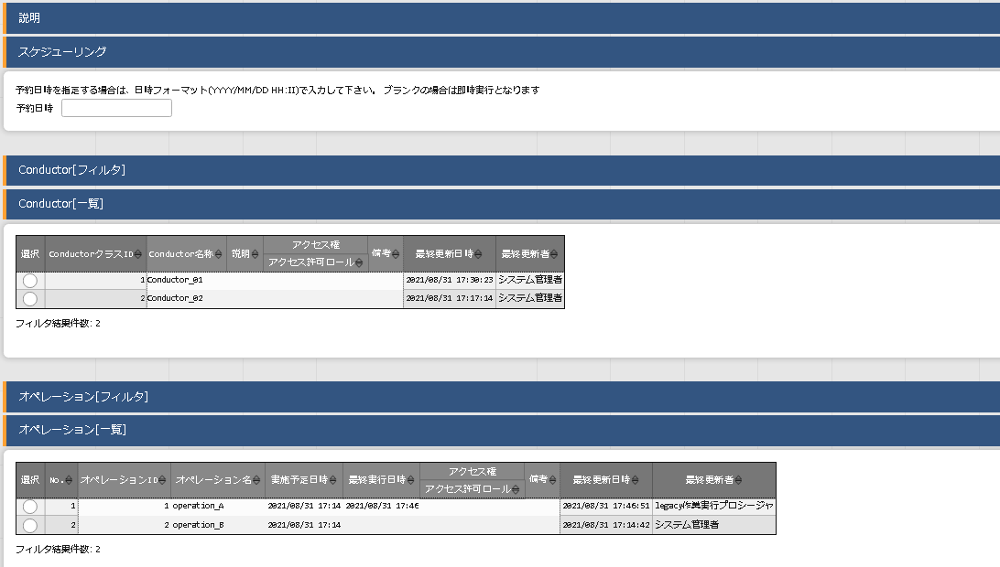 説明
スケジューリング
予約日時を指定する場合は、日時フォーマット(YYYY/MM/DD HH:II)で入力して下さい。 ブランクの場合は即時実行となります
予約日時
Conductor[フィルタ]
Conductor[一覧]
選択 ConductorクラスID Conductor名称 説明 アクセス権 備考 最終更新日時 最終更新者
アクセス許可ロール
1 Conductor_01 2021/08/31 17:30:23 システム管理者
2 Conductor_02 2021/08/31 17:17:14 システム管理者
フィルタ結果件数: 2
オペレーション[フィルタ]
オペレーション[一覧]
選択 No. オペレーションID オペレーション名 実施予定日時 最終実行日時 アクセス権 備考 最終更新日時 最終更新者
アクセス許可ロール
1 1 operation_A 2021/08/31 17:14 2021/08/31 17:46 2021/08/31 17:46:51 legacy作業実行プロシージャ
2 2 operation_B 2021/08/31 17:14 2021/08/31 17:14:42 システム管理者
フィルタ結果件数: 2